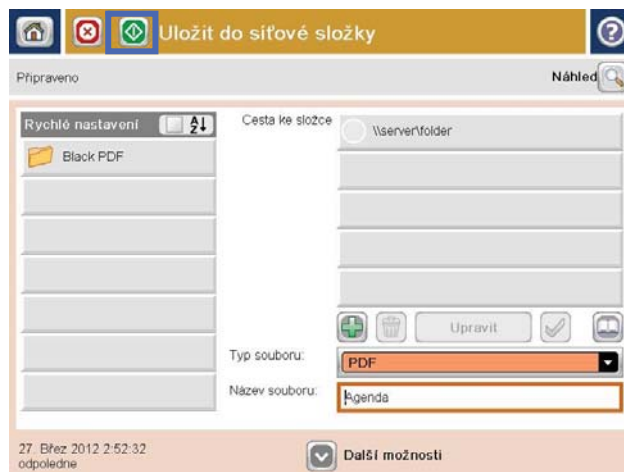 Uložit do síťové složky
?
Připraveno
Náhled
Rychlé nastavení
A
Z
Cesta ke složce
\\server\folder
Black PDF
Upravit
Typ souboru:
PDF
Název souboru:
Agenda
27. Břez 2012 2:52:32
odpoledne
Další možnosti